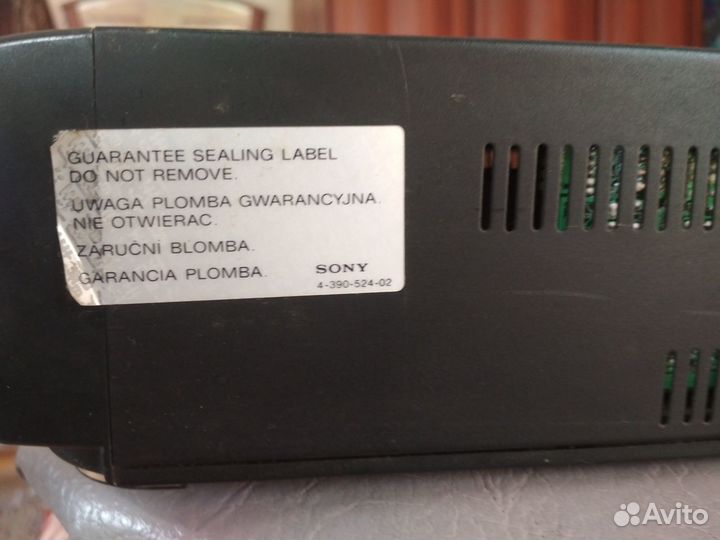 GUARANTEE SEALING LABEL
DO NOT REMOVE.
UWAGA PLOMBA GWARANCYJNA.
NIE OTWIERAC.
ZÁRUČNÍ BLOMBA.
GARANCIA PLOMBA.
SONY
4-390-524-02
Avito